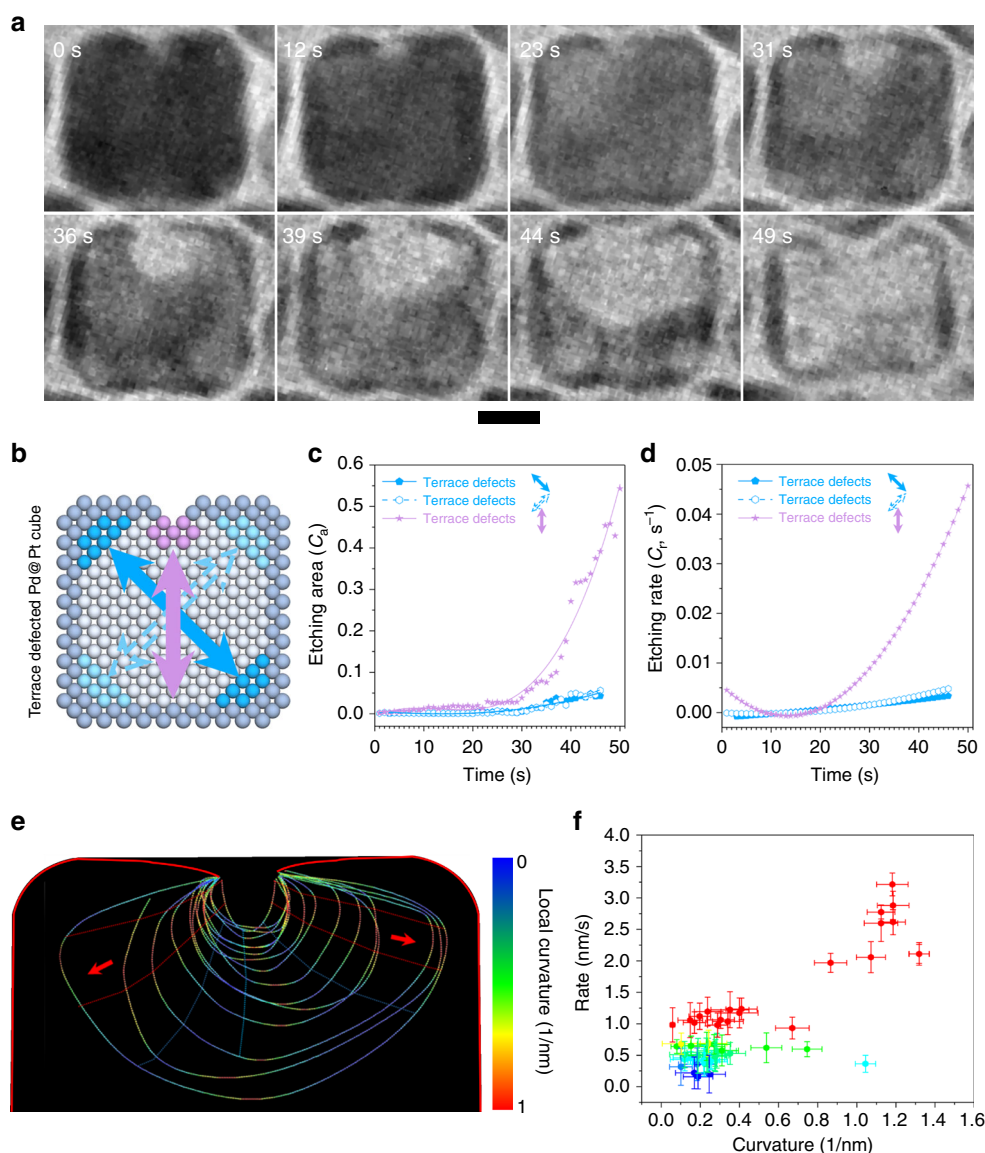 a
0 s
12 s
23 s
31 s
36 s
39 s
44 s
49 s
b
Terrace defected Pd@Pt cube
c
Etching area (Cₐ)
0.6
0.5
0.4
0.3
0.2
0.1
0.0
Terrace defects
Terrace defects
Terrace defects
0 10 20 30 40 50
Time (s)
d
Etching rate (Cᵣ, s⁻¹)
0.05
0.04
0.03
0.02
0.01
0.00
Terrace defects
Terrace defects
Terrace defects
0 10 20 30 40 50
Time (s)
e
0
Local curvature (1/nm)
1
f
Rate (nm/s)
4.0
3.5
3.0
2.5
2.0
1.5
1.0
0.5
0.0
0.0 0.2 0.4 0.6 0.8 1.0 1.2 1.4 1.6
Curvature (1/nm)